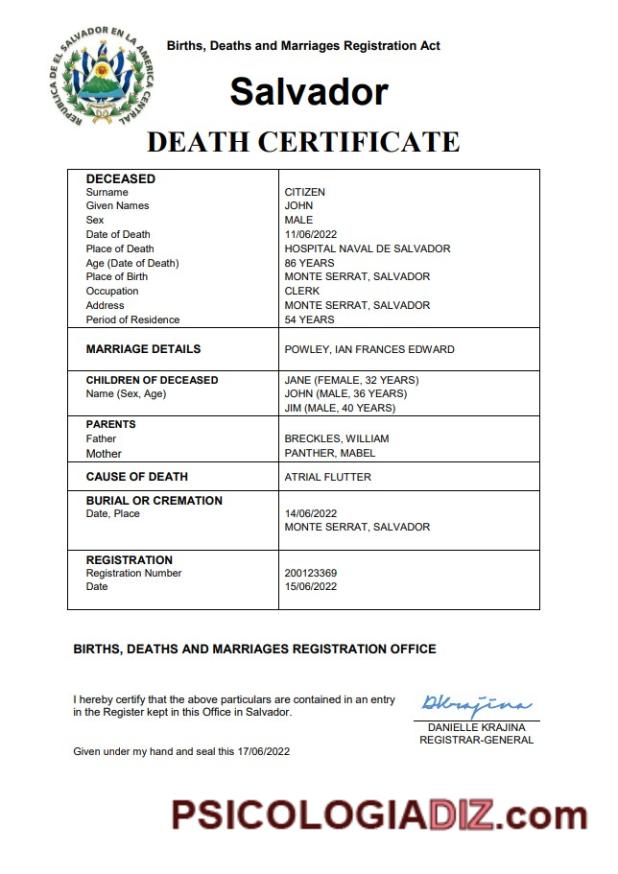 REPUBLICA DE EL SALVADOR EN LA AMERICA CENTRAL
Births, Deaths and Marriages Registration Act
Salvador
DEATH CERTIFICATE
DECEASED
Surname CITIZEN
Given Names JOHN
Sex MALE
Date of Death 11/06/2022
Place of Death HOSPITAL NAVAL DE SALVADOR
Age (Date of Death) 86 YEARS
Place of Birth MONTE SERRAT, SALVADOR
Occupation CLERK
Address MONTE SERRAT, SALVADOR
Period of Residence 54 YEARS
MARRIAGE DETAILS POWLEY, IAN FRANCES EDWARD
CHILDREN OF DECEASED JANE (FEMALE, 32 YEARS)
Name (Sex, Age) JOHN (MALE, 36 YEARS)
JIM (MALE, 40 YEARS)
PARENTS
Father BRECKLES, WILLIAM
Mother PANTHER, MABEL
CAUSE OF DEATH ATRIAL FLUTTER
BURIAL OR CREMATION
Date, Place 14/06/2022
MONTE SERRAT, SALVADOR
REGISTRATION
Registration Number 200123369
Date 15/06/2022
BIRTHS, DEATHS AND MARRIAGES REGISTRATION OFFICE
I hereby certify that the above particulars are contained in an entry
in the Register kept in this Office in Salvador.
DKrajina
DANIELLE KRAJINA
REGISTRAR-GENERAL
Given under my hand and seal this 17/06/2022
PSICOLOGIADIZ.com